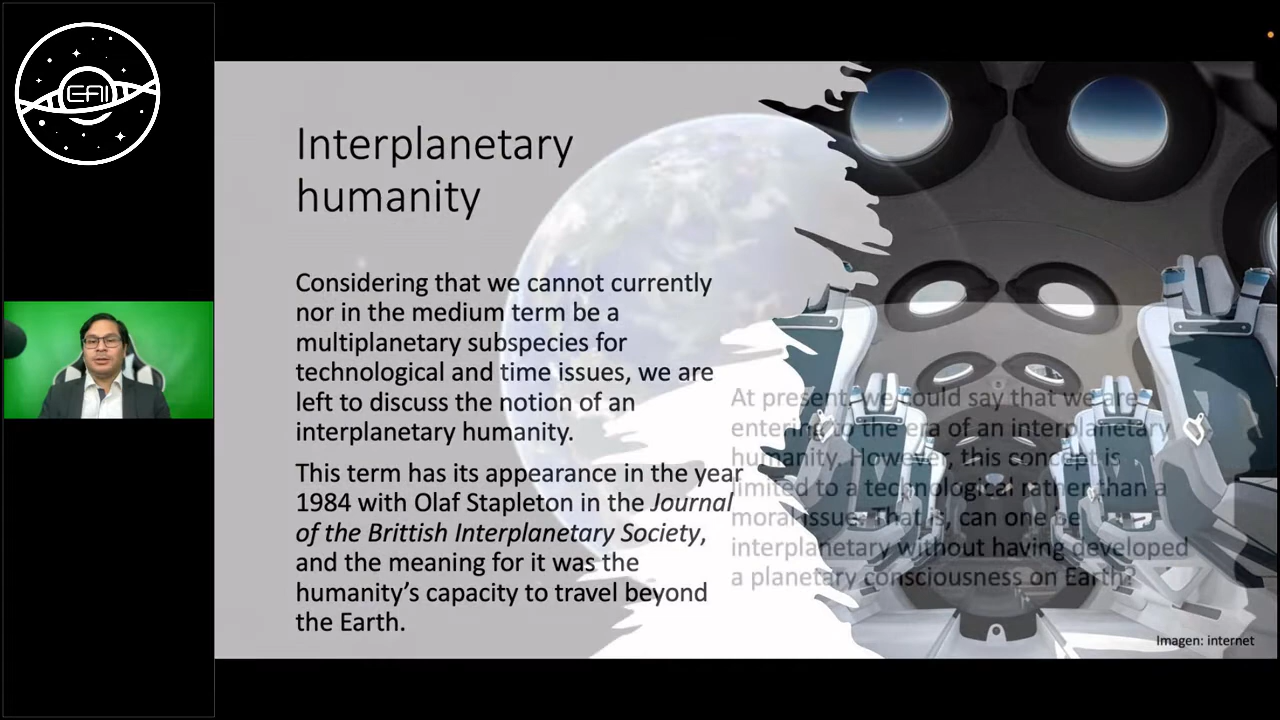 EAI
Interplanetary
humanity
Considering that we cannot currently
nor in the medium term be a
multiplanetary subspecies for
technological and time issues, we are
left to discuss the notion of an
interplanetary humanity.
This term has its appearance in the year
1984 with Olaf Stapleton in the Journal
of the Brittish Interplanetary Society,
and the meaning for it was the
humanity's capacity to travel beyond
the Earth.
At present, we could say that we are
entering to the era of an interplanetary
humanity. However, this concept is
limited to a technological rather than a
moral issue. That is, can one be
interplanetary without having developed
a planetary consciousness on Earth?
Imagen: internet